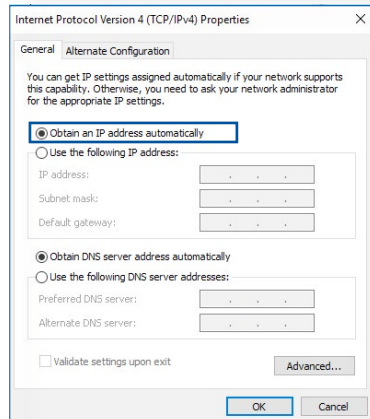 Internet Protocol Version 4 (TCP/IPv4) Properties
General
Alternate Configuration
You can get IP settings assigned automatically if your network supports
this capability. Otherwise, you need to ask your network administrator
for the appropriate IP settings.
Obtain an IP address automatically
Use the following IP address:
IP address:
Subnet mask:
Default gateway:
Obtain DNS server address automatically
Use the following DNS server addresses:
Preferred DNS server:
Alternate DNS server:
Validate settings upon exit
Advanced...
OK
Cancel